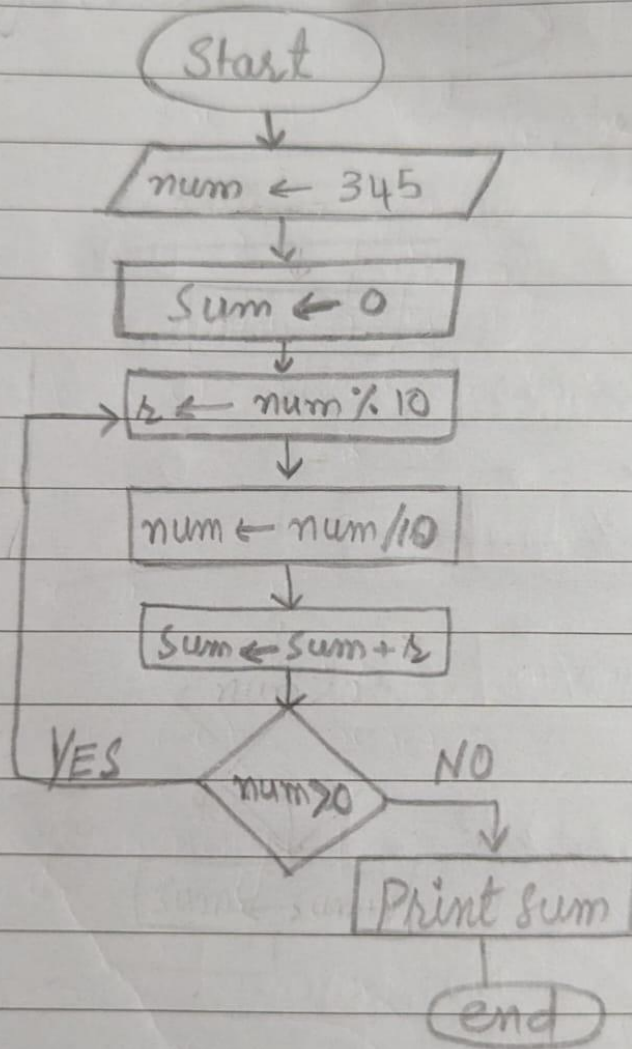 Start
num ← 345
Sum ← 0
r ← num % 10
num ← num/10
Sum ← Sum + r
num>0
YES
NO
Print sum
end